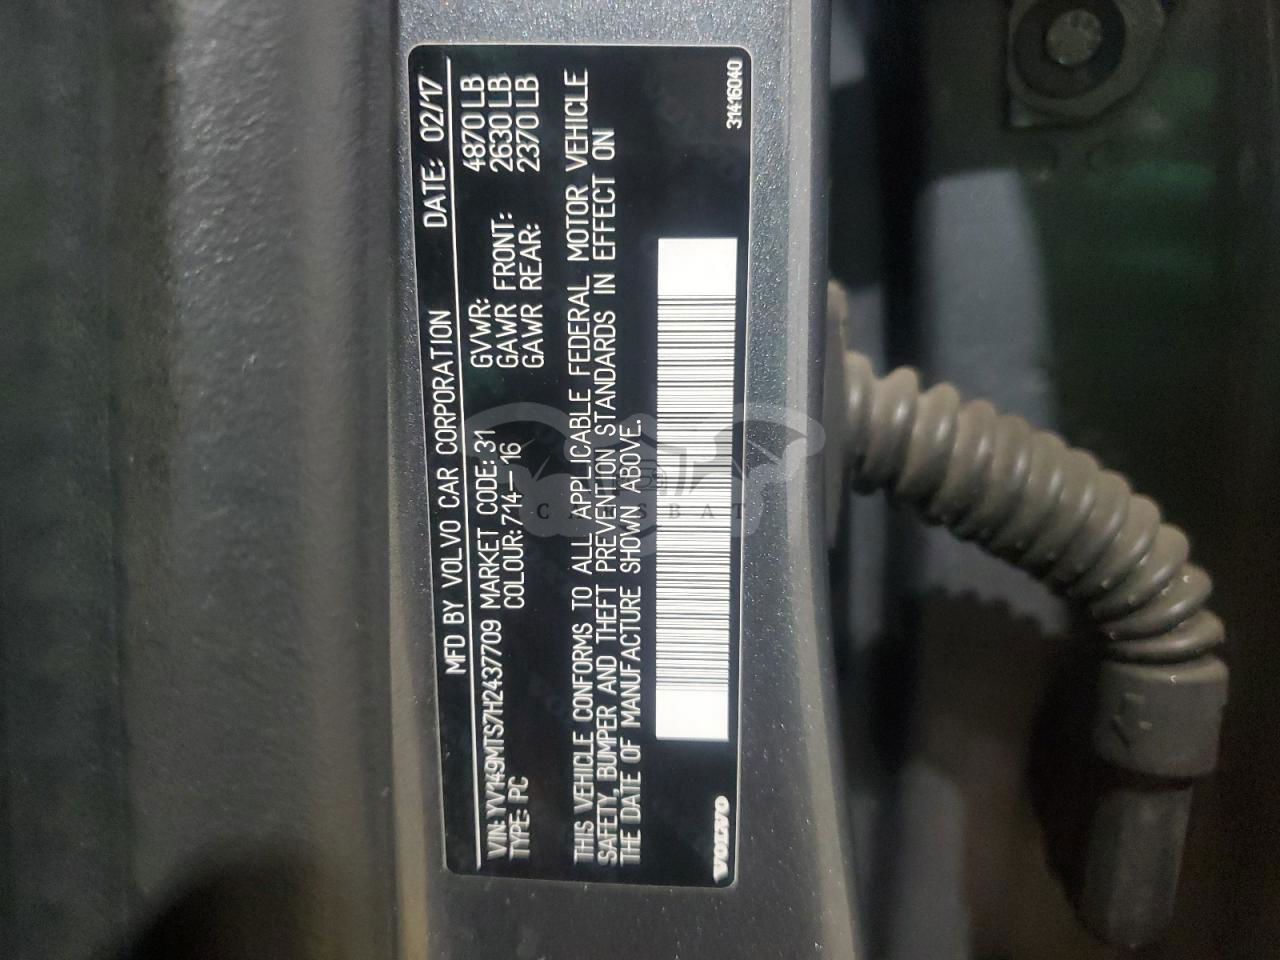 MFD BY VOLVO CAR CORPORATION DATE: 02/17
VIN: YV149MTS7H2437709 MARKET CODE: 31 GVWR: 4870 LB
TYPE: PC COLOUR: 714-16 GAWR FRONT: 2630 LB
GAWR REAR: 2370 LB
THIS VEHICLE CONFORMS TO ALL APPLICABLE FEDERAL MOTOR VEHICLE
SAFETY, BUMPER AND THEFT PREVENTION STANDARDS IN EFFECT ON
THE DATE OF MANUFACTURE SHOWN ABOVE.
VOLVO 31416040
CARSBAT